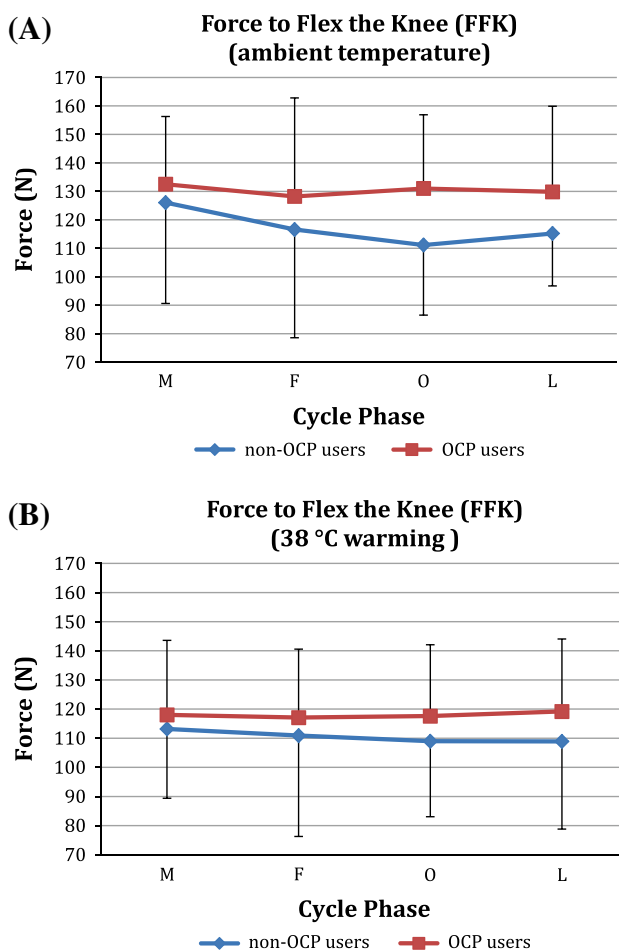 (A)
Force to Flex the Knee (FFK)
(ambient temperature)
170
160
150
140
130
120
110
100
90
80
70
Force (N)
M F O L
Cycle Phase
non-OCP users OCP users
(B)
Force to Flex the Knee (FFK)
(38 °C warming )
170
160
150
140
130
120
110
100
90
80
70
Force (N)
M F O L
Cycle Phase
non-OCP users OCP users